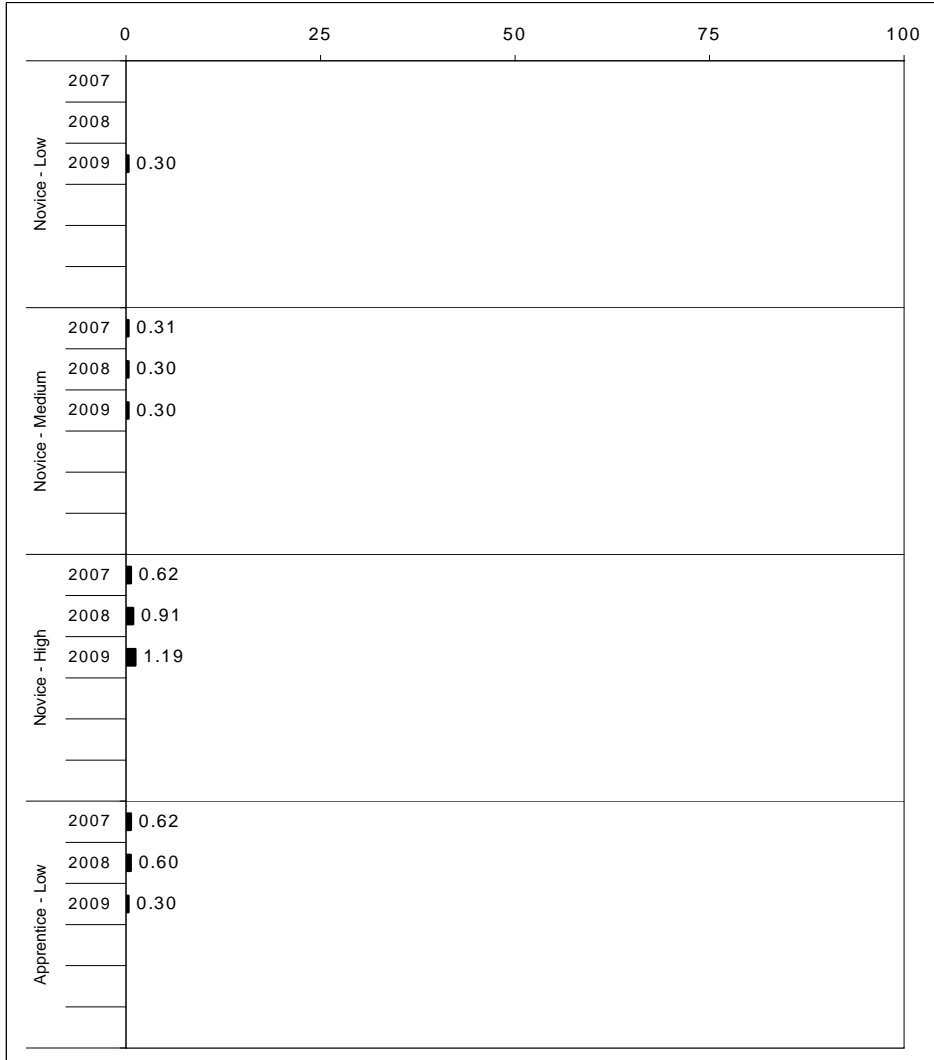 0 25 50 75 100
Novice - Low
2007
2008
2009 0.30
Novice - Medium
2007 0.31
2008 0.30
2009 0.30
Novice - High
2007 0.62
2008 0.91
2009 1.19
Apprentice - Low
2007 0.62
2008 0.60
2009 0.30